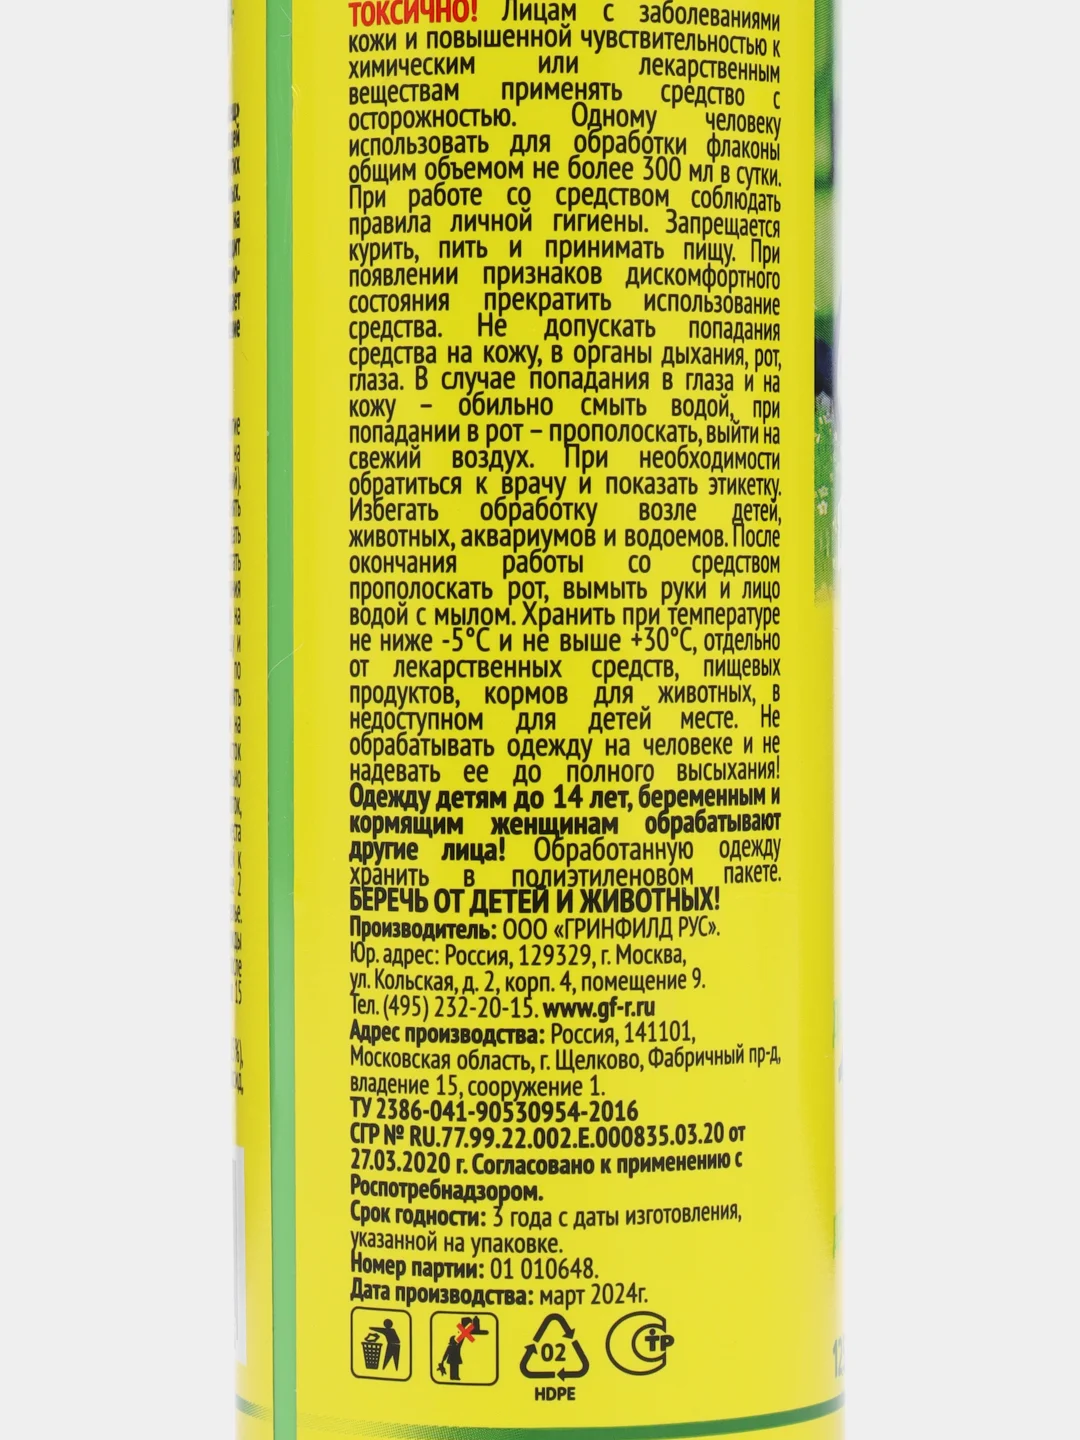 ТОКСИЧНО! Лицам с заболеваниями
кожи и повышенной чувствительностью к
химическим или лекарственным
веществам применять средство с
осторожностью. Одному человеку
использовать для обработки флаконы
общим объемом не более 300 мл в сутки.
При работе со средством соблюдать
правила личной гигиены. Запрещается
курить, пить и принимать пищу. При
появлении признаков дискомфортного
состояния прекратить использование
средства. Не допускать попадания
средства на кожу, в органы дыхания, рот,
глаза. В случае попадания в глаза и на
кожу – обильно смыть водой, при
попадании в рот – прополоскать, выйти на
свежий воздух. При необходимости
обратиться к врачу и показать этикетку.
Избегать обработку возле детей,
животных, аквариумов и водоемов. После
окончания работы со средством
прополоскать рот, вымыть руки и лицо
водой с мылом. Хранить при температуре
не ниже -5°С и не выше +30°С, отдельно
от лекарственных средств, пищевых
продуктов, кормов для животных, в
недоступном для детей месте. Не
обрабатывать одежду на человеке и не
надевать ее до полного высыхания!
Одежду детям до 14 лет, беременным и
кормящим женщинам обрабатывают
другие лица! Обработанную одежду
хранить в полиэтиленовом пакете.
БЕРЕЧЬ ОТ ДЕТЕЙ И ЖИВОТНЫХ!
Производитель: ООО «ГРИНФИЛД РУС».
Юр. адрес: Россия, 129329, г. Москва,
ул. Кольская, д. 2, корп. 4, помещение 9.
Тел. (495) 232-20-15. www.gf-r.ru
Адрес производства: Россия, 141101,
Московская область, г. Щелково, Фабричный пр-д,
владение 15, сооружение 1.
ТУ 2386-041-90530954-2016
СГР № RU.77.99.22.002.Е.000835.03.20 от
27.03.2020 г. Согласовано к применению с
Роспотребнадзором.
Срок годности: 3 года с даты изготовления,
указанной на упаковке.
Номер партии: 01 010648.
Дата производства: март 2024г.
02
HDPE
СТР